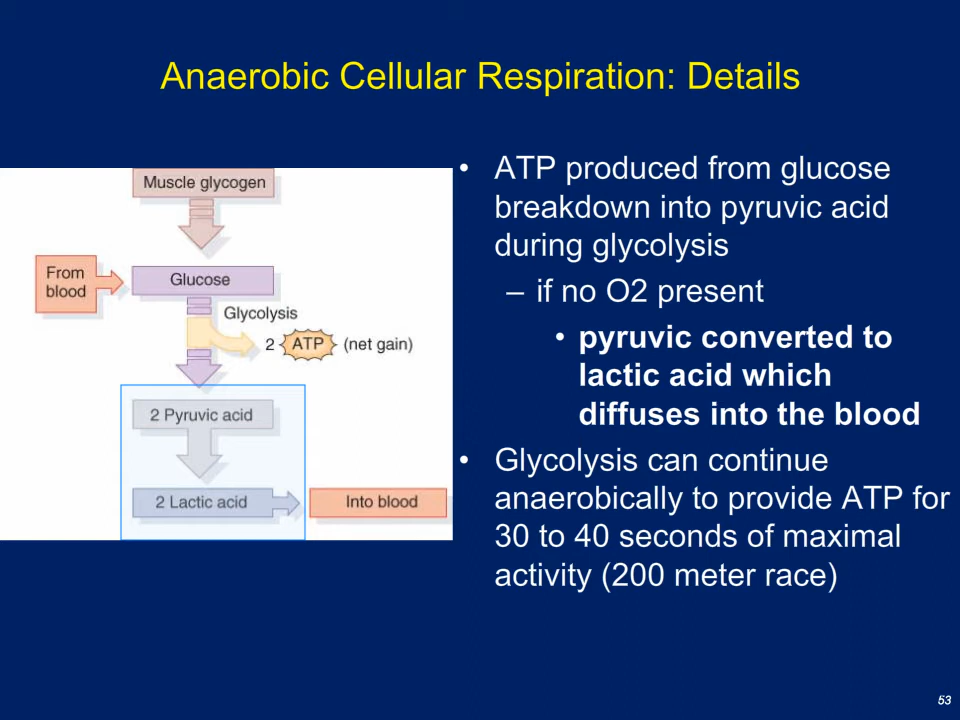 Anaerobic Cellular Respiration: Details
Muscle glycogen
From
blood
Glucose
Glycolysis
2 ATP (net gain)
2 Pyruvic acid
2 Lactic acid
Into blood
• ATP produced from glucose
breakdown into pyruvic acid
during glycolysis
– if no O2 present
• pyruvic converted to
lactic acid which
diffuses into the blood
• Glycolysis can continue
anaerobically to provide ATP for
30 to 40 seconds of maximal
activity (200 meter race)
53